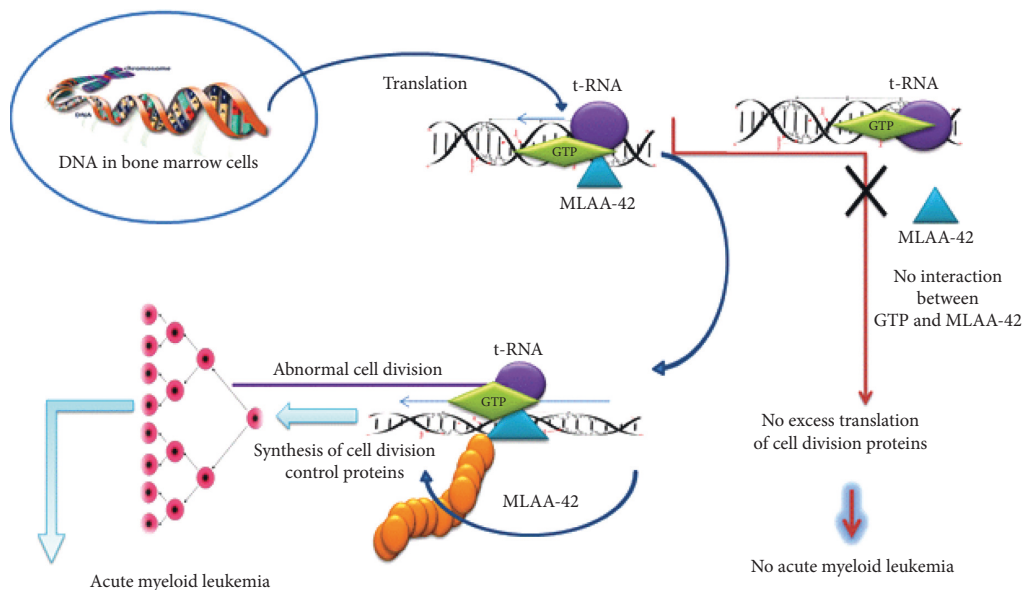 chromosome
DNA
DNA in bone marrow cells
Translation
t-RNA
GTP
MLAA-42
t-RNA
GTP
MLAA-42
No interaction
between
GTP and MLAA-42
No excess translation
of cell division proteins
No acute myeloid leukemia
t-RNA
Abnormal cell division
GTP
Synthesis of cell division
control proteins
MLAA-42
Acute myeloid leukemia